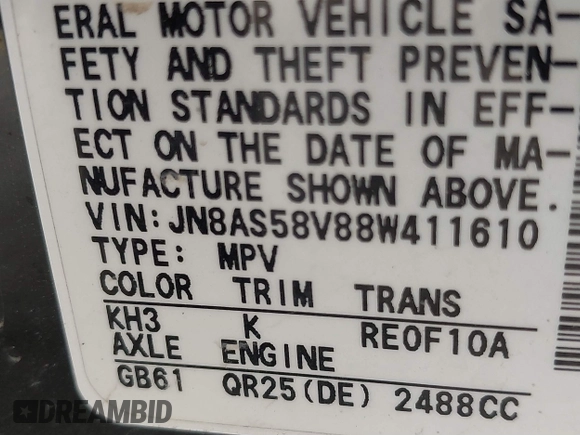 ERAL MOTOR VEHICLE SA-
FETY AND THEFT PREVEN-
TION STANDARDS IN EFF-
ECT ON THE DATE OF MA-
NUFACTURE SHOWN ABOVE.
VIN:JN8AS58V88W411610
TYPE: MPV
COLOR TRIM TRANS
KH3 K RE0F10A
AXLE ENGINE
GB61 QR25(DE) 2488CC
DREAMBID